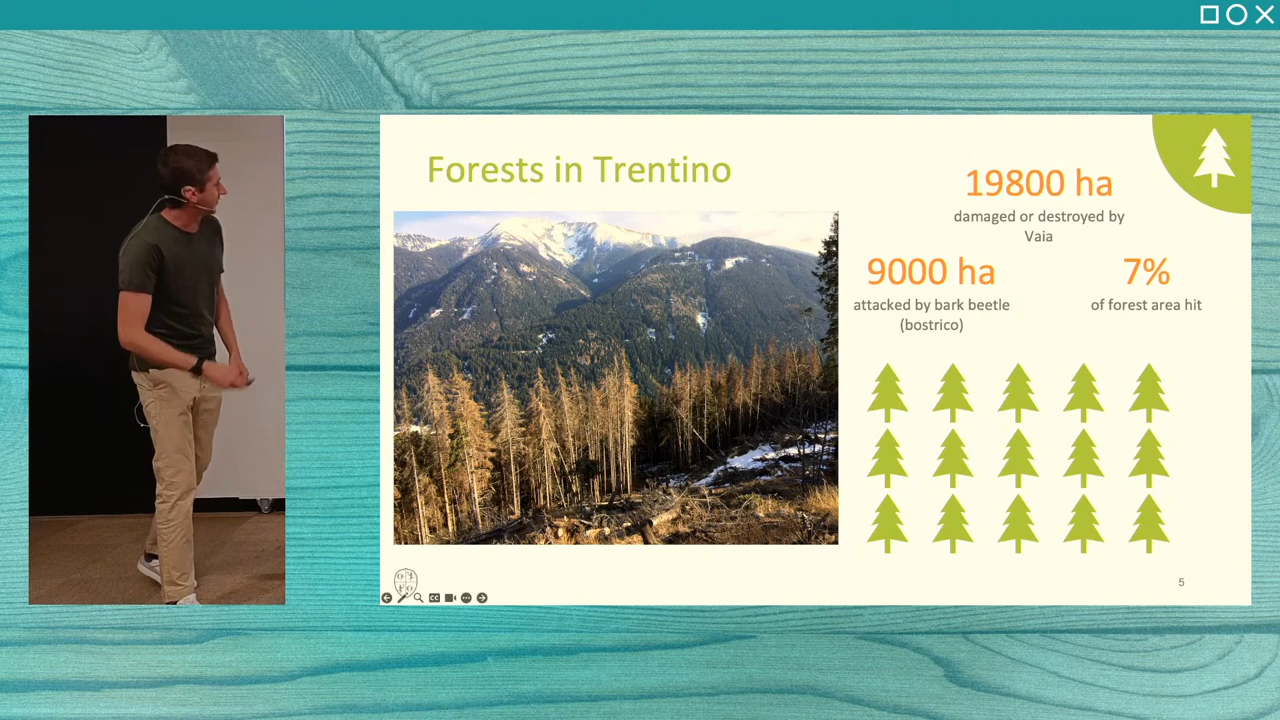 Forests in Trentino
19800 ha
damaged or destroyed by
Vaia
9000 ha
attacked by bark beetle
(bostrico)
7%
of forest area hit
5